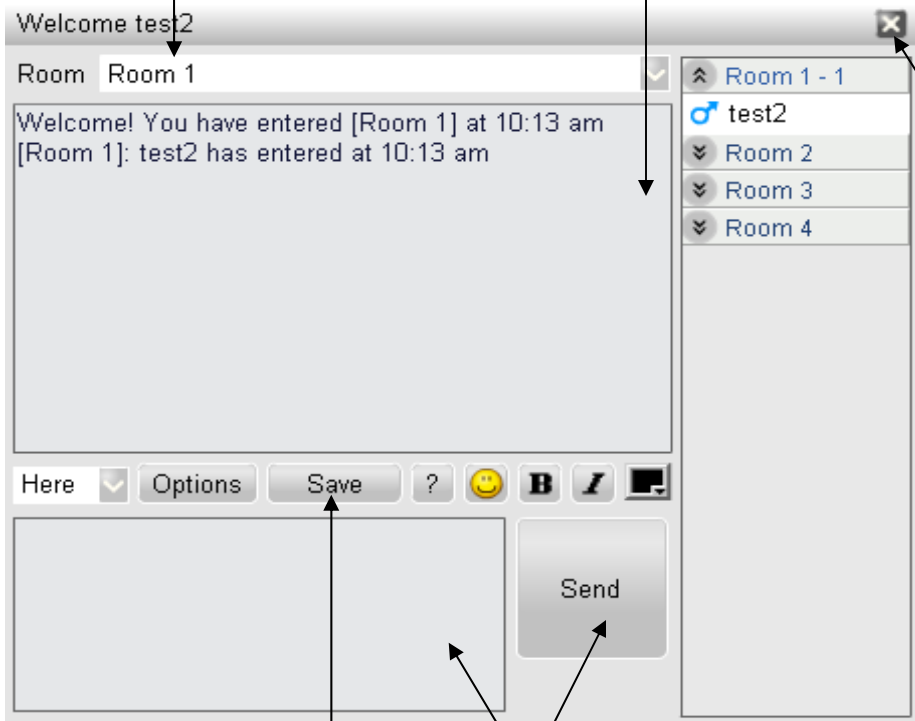 Welcome test2
Room Room 1
Welcome! You have entered [Room 1] at 10:13 am
[Room 1]: test2 has entered at 10:13 am
Room 1 - 1
test2
Room 2
Room 3
Room 4
Here Options Save ? B I
Send